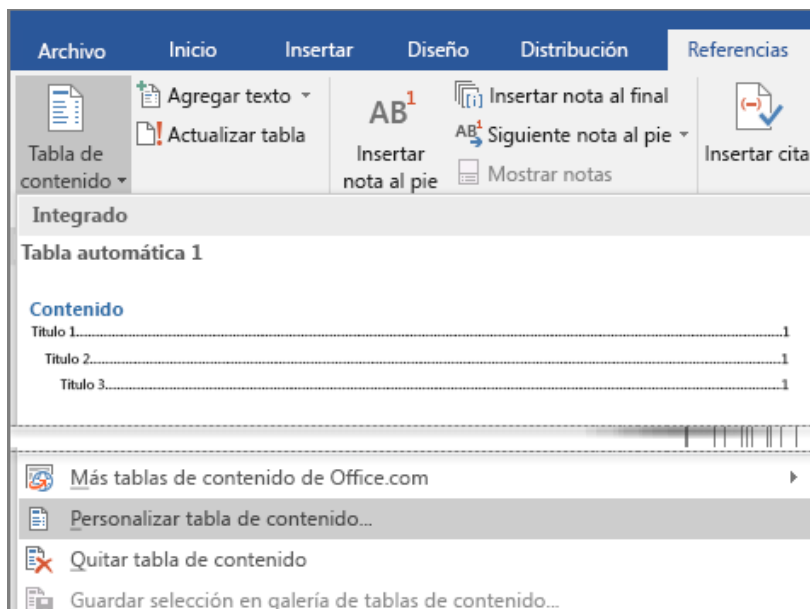 Archivo Inicio Insertar Diseño Distribución Referencias
Tabla de
contenido
Agregar texto
Actualizar tabla
AB1
Insertar
nota al pie
[i] Insertar nota al final
AB1 Siguiente nota al pie
Mostrar notas
(-)
Insertar cita
Integrado
Tabla automática 1
Contenido
Título 1.......1
Título 2.......1
Título 3.......1
Más tablas de contenido de Office.com
Personalizar tabla de contenido...
Quitar tabla de contenido
Guardar selección en galería de tablas de contenido...